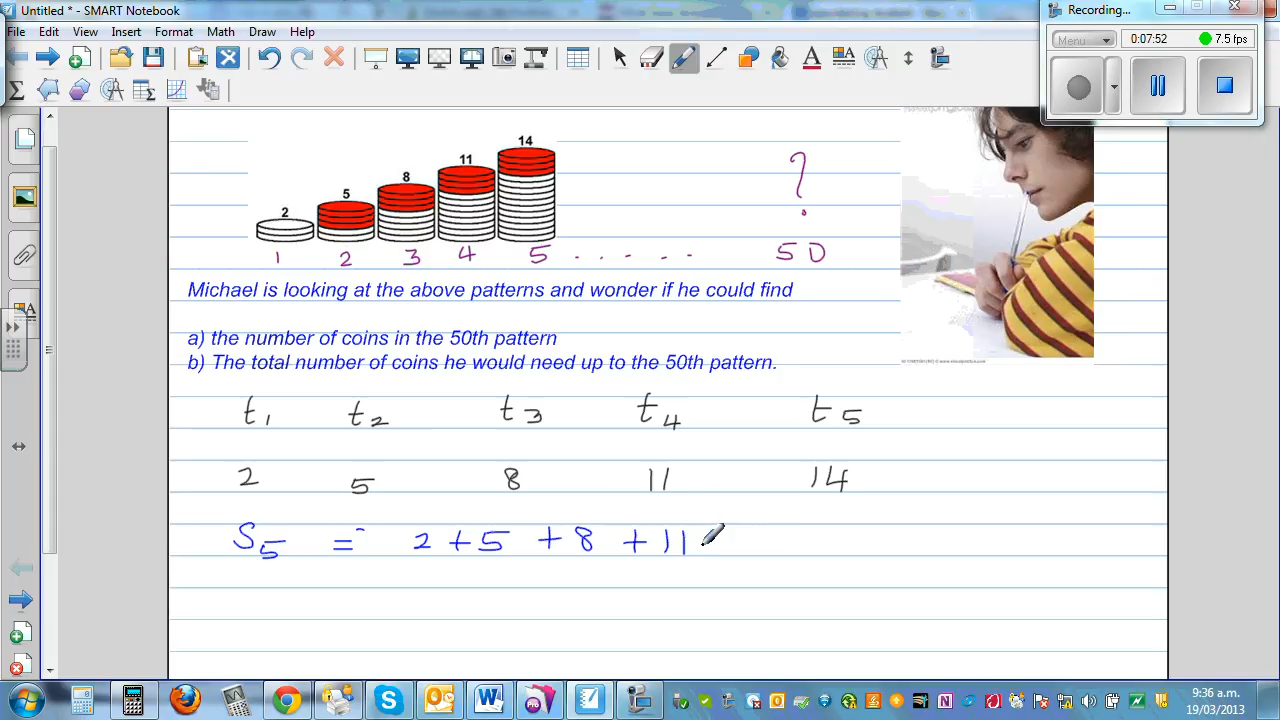 Untitled * - SMART Notebook
Recording...
File Edit View Insert Format Math Draw Help
Menu 0:07:52 7.5 fps
2 5 8 11 14 ?
1 2 3 4 5 . . . . . 50
Michael is looking at the above patterns and wonder if he could find
a) the number of coins in the 50th pattern
b) The total number of coins he would need up to the 50th pattern.
t1 t2 t3 t4 t5
2 5 8 11 14
S5 = 2 + 5 + 8 + 11
9:36 a.m.
19/03/2013